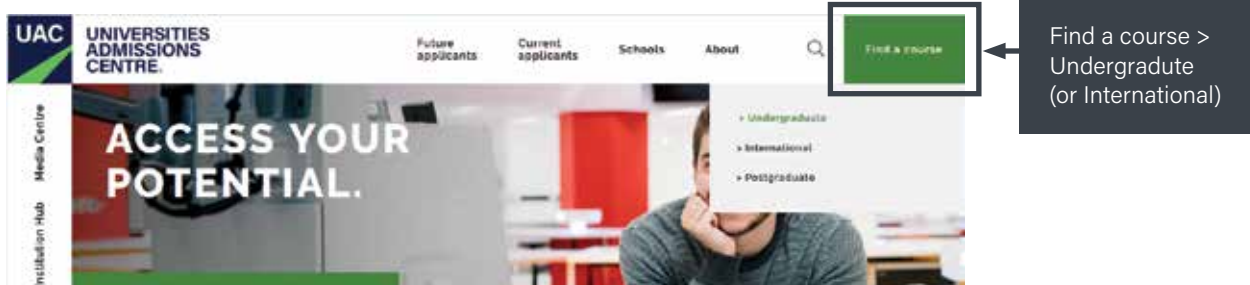 UAC
UNIVERSITIES
ADMISSIONS
CENTRE.
Future
applicants
Current
applicants
Schools
About
Find a course
Find a course >
Undergradute
(or International)
Media Centre
Institution Hub
ACCESS YOUR
POTENTIAL.
» Undergraduate
» International
» Postgraduate